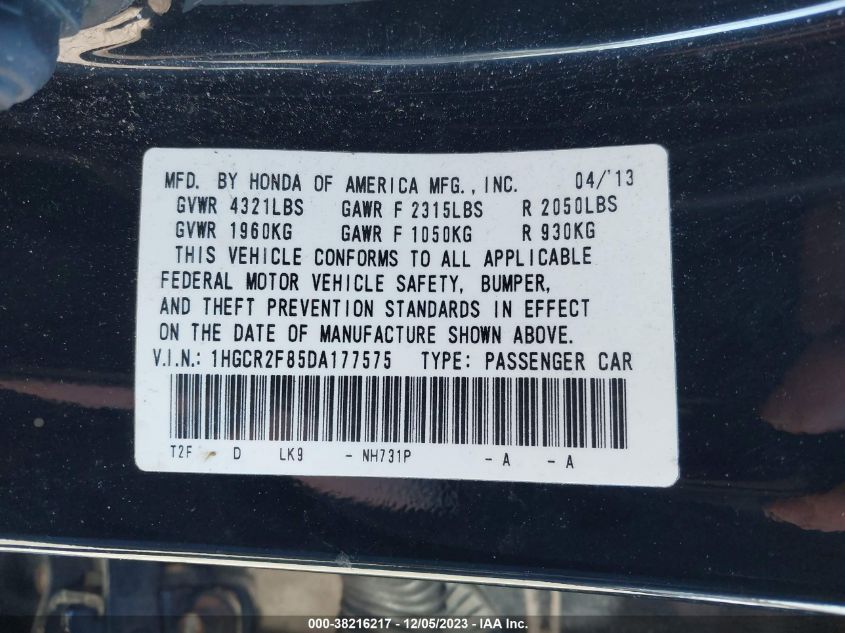 MFD. BY HONDA OF AMERICA MFG., INC. 04/'13
GVWR 4321LBS GAWR F 2315LBS R 2050LBS
GVWR 1960KG GAWR F 1050KG R 930KG
THIS VEHICLE CONFORMS TO ALL APPLICABLE
FEDERAL MOTOR VEHICLE SAFETY, BUMPER,
AND THEFT PREVENTION STANDARDS IN EFFECT
ON THE DATE OF MANUFACTURE SHOWN ABOVE.
V.I.N.: 1HGCR2F85DA177575 TYPE: PASSENGER CAR
T2F D LK9 - NH731P - A - A
000-38216217 - 12/05/2023 - IAA Inc.